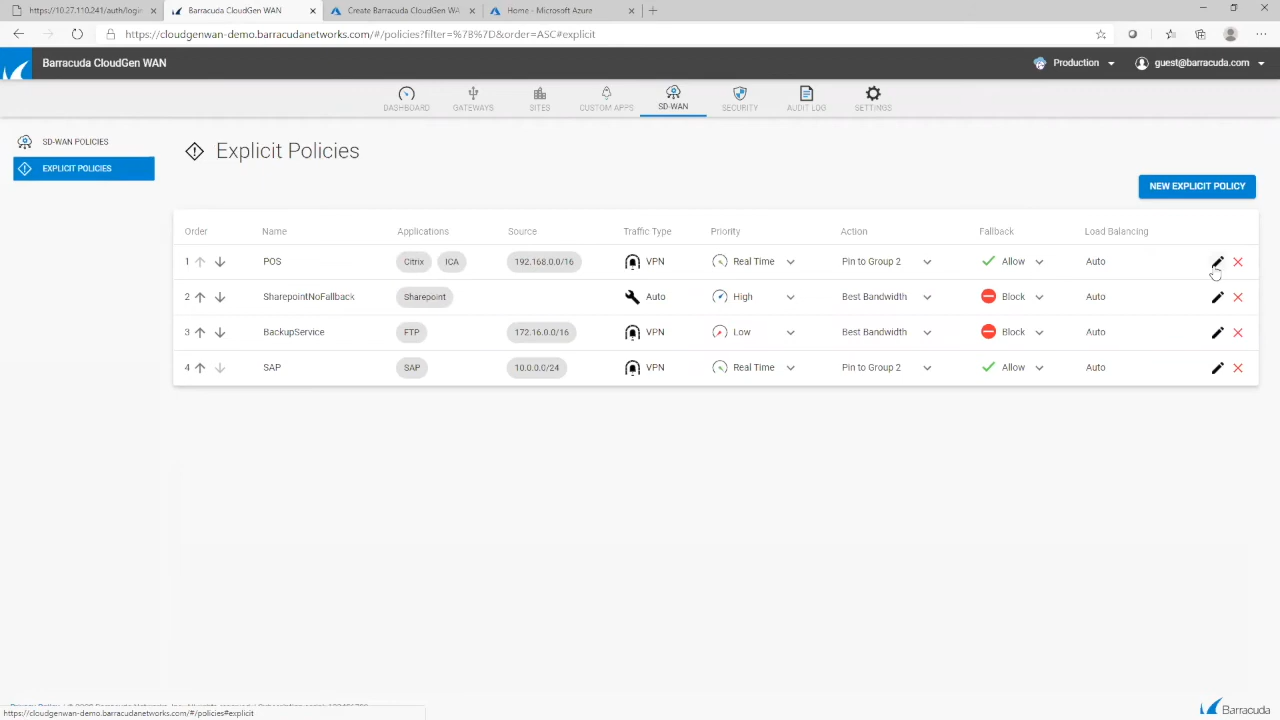 https://10.27.110.241/auth/login
Barracuda CloudGen WAN
Create Barracuda CloudGen WAN
Home - Microsoft Azure
https://cloudgenwan-demo.barracudanetworks.com/#/policies?filter=%7B%7D&order=ASC#explicit
Barracuda CloudGen WAN
Production
guest@barracuda.com
DASHBOARD GATEWAYS SITES CUSTOM APPS SD-WAN SECURITY AUDIT LOG SETTINGS
SD-WAN POLICIES
EXPLICIT POLICIES
Explicit Policies
NEW EXPLICIT POLICY
Order Name Applications Source Traffic Type Priority Action Fallback Load Balancing
1 POS Citrix ICA 192.168.0.0/16 VPN Real Time Pin to Group 2 Allow Auto
2 SharepointNoFallback Sharepoint Auto High Best Bandwidth Block Auto
3 BackupService FTP 172.16.0.0/16 VPN Low Best Bandwidth Block Auto
4 SAP SAP 10.0.0.0/24 VPN Real Time Pin to Group 2 Allow Auto
https://cloudgenwan-demo.barracudanetworks.com/#/policies#explicit
Barracuda